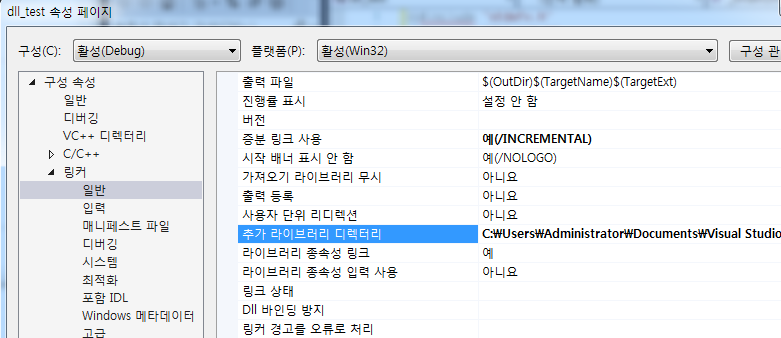 dll_test 속성 페이지
구성(C): 활성(Debug) 플랫폼(P): 활성(Win32) 구성 관
구성 속성
일반
디버깅
VC++ 디렉터리
C/C++
링커
일반
입력
매니페스트 파일
디버깅
시스템
최적화
포함 IDL
Windows 메타데이터
고급
출력 파일 $(OutDir)$(TargetName)$(TargetExt)
진행률 표시 설정 안 함
버전
증분 링크 사용 예(/INCREMENTAL)
시작 배너 표시 안 함 예(/NOLOGO)
가져오기 라이브러리 무시 아니요
출력 등록 아니요
사용자 단위 리디렉션 아니요
추가 라이브러리 디렉터리 C:₩Users₩Administrator₩Documents₩Visual Studio
라이브러리 종속성 링크 예
라이브러리 종속성 입력 사용 아니요
링크 상태
Dll 바인딩 방지
링커 경고를 오류로 처리